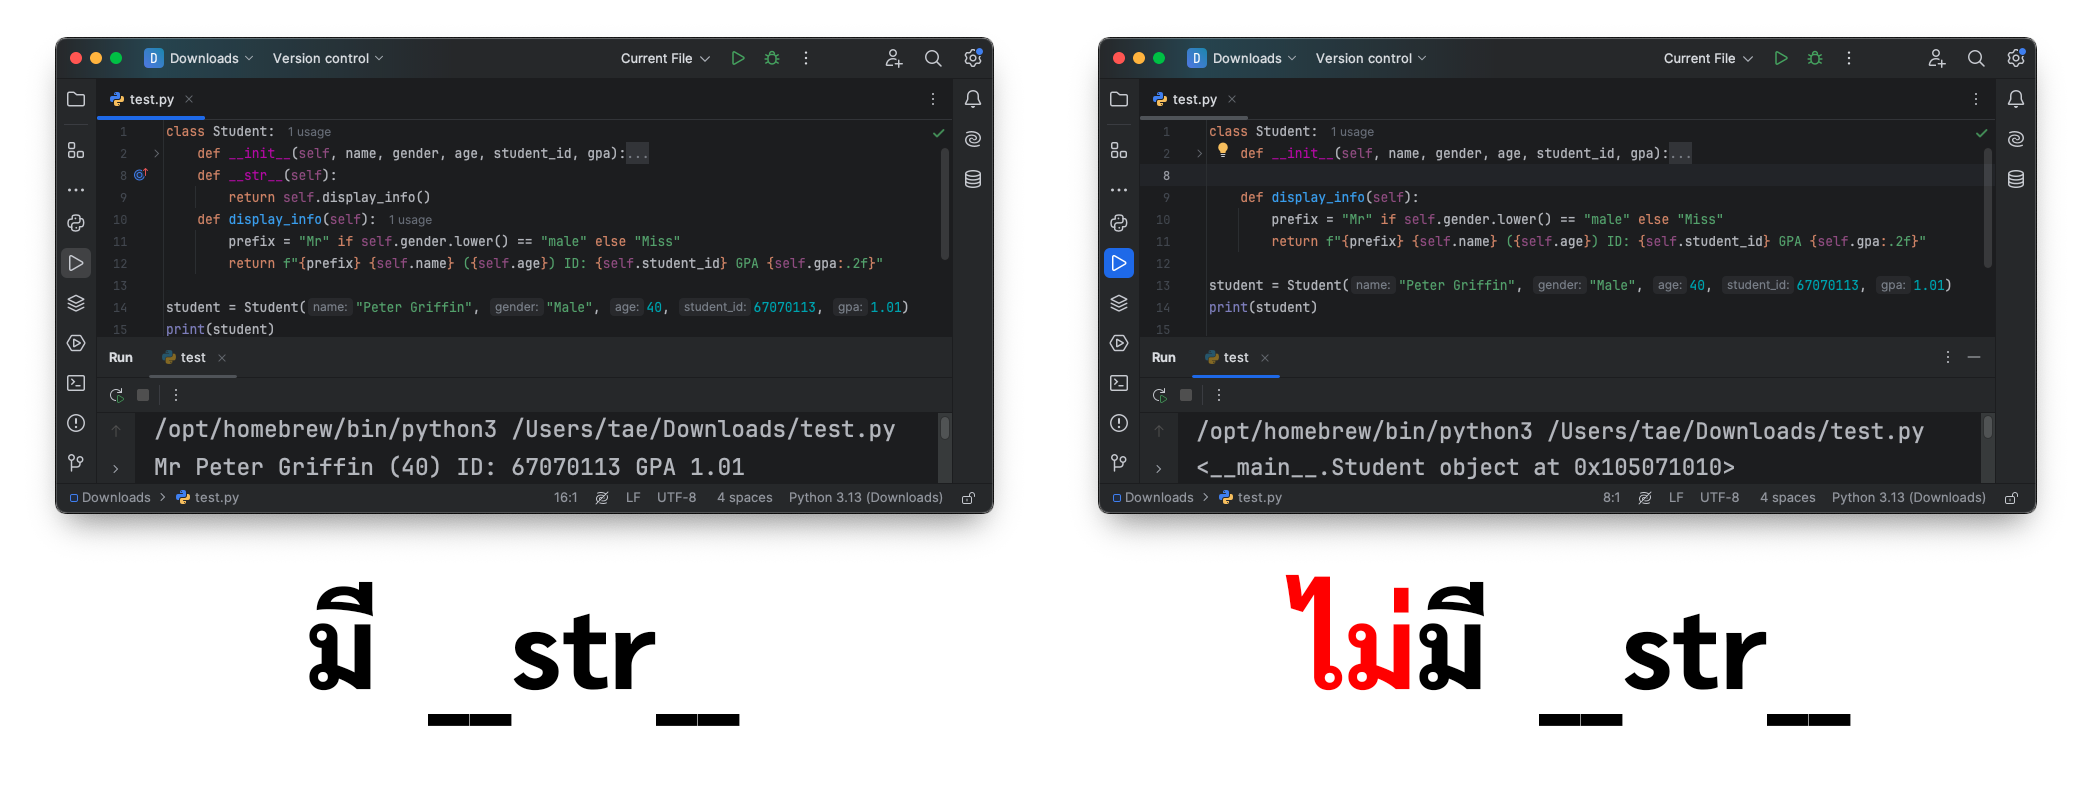 D Downloads Version control Current File
test.py
1 class Student: 1 usage
2 def __init__(self, name, gender, age, student_id, gpa):...
8 def __str__(self):
9 return self.display_info()
10 def display_info(self): 1 usage
11 prefix = "Mr" if self.gender.lower() == "male" else "Miss"
12 return f"{prefix} {self.name} ({self.age}) ID: {self.student_id} GPA {self.gpa:.2f}"
13
14 student = Student( name: "Peter Griffin", gender: "Male", age: 40, student_id: 67070113, gpa: 1.01)
15 print(student)
Run test
/opt/homebrew/bin/python3 /Users/tae/Downloads/test.py
Mr Peter Griffin (40) ID: 67070113 GPA 1.01
Downloads > test.py 16:1 LF UTF-8 4 spaces Python 3.13 (Downloads)
มี __str__
D Downloads Version control Current File
test.py
1 class Student: 1 usage
2 def __init__(self, name, gender, age, student_id, gpa):...
8
9 def display_info(self):
10 prefix = "Mr" if self.gender.lower() == "male" else "Miss"
11 return f"{prefix} {self.name} ({self.age}) ID: {self.student_id} GPA {self.gpa:.2f}"
12
13 student = Student( name: "Peter Griffin", gender: "Male", age: 40, student_id: 67070113, gpa: 1.01)
14 print(student)
15
Run test
/opt/homebrew/bin/python3 /Users/tae/Downloads/test.py
<__main__.Student object at 0x105071010>
Downloads > test.py 8:1 LF UTF-8 4 spaces Python 3.13 (Downloads)
ไม่มี __str__